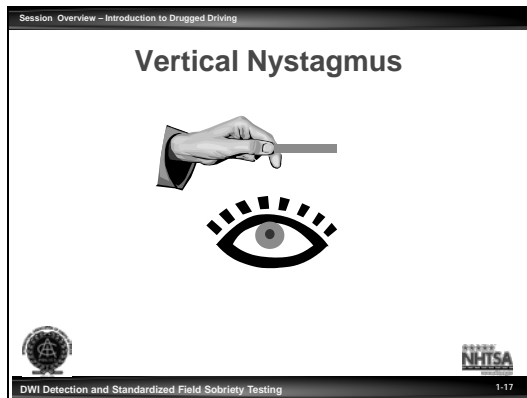 Session Overview – Introduction to Drugged Driving
Vertical Nystagmus
NHTSA
DWI Detection and Standardized Field Sobriety Testing
1-17